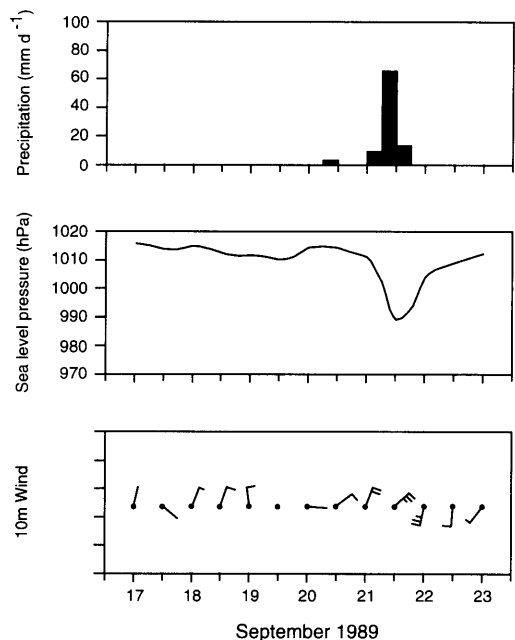 Precipitation (mm d⁻¹)
100
80
60
40
20
0
Sea level pressure (hPa)
1020
1010
1000
990
980
970
10m Wind
17 18 19 20 21 22 23
September 1989